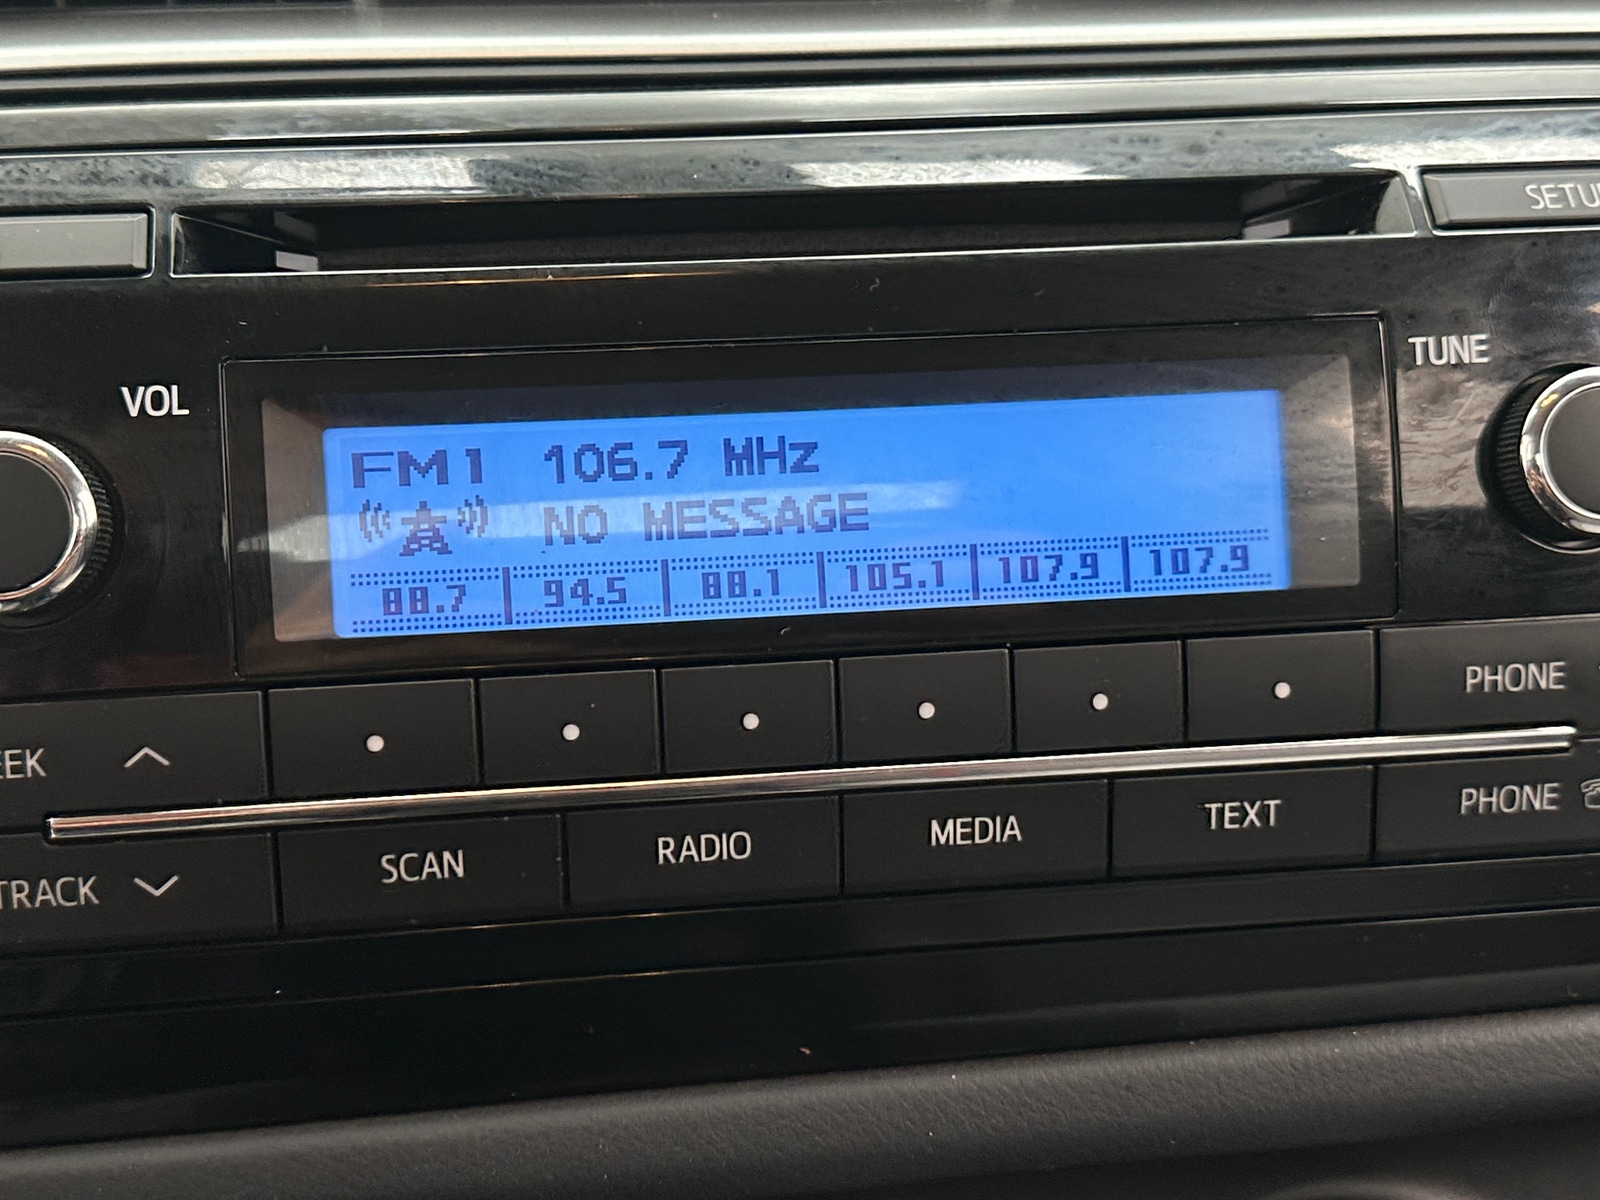 SETU
VOL
TUNE
FM1 106.7 MHz
NO MESSAGE
88.7 94.5 88.1 105.1 107.9 107.9
PHONE
EEK
SCAN RADIO MEDIA TEXT PHONE
TRACK